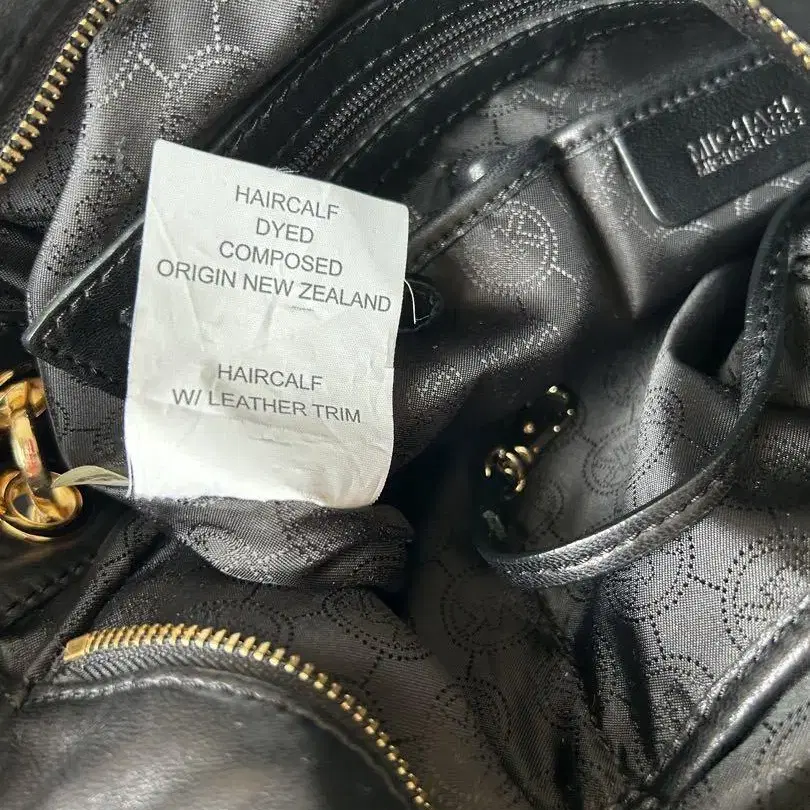 HAIRCALF
DYED
COMPOSED
ORIGIN NEW ZEALAND
HAIRCALF
W/ LEATHER TRIM
MICHAEL
MICHAEL KORS